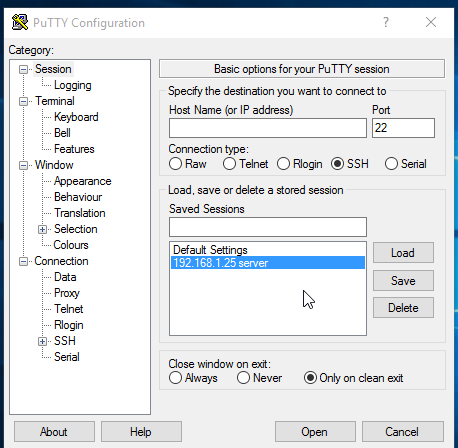 PuTTY Configuration
Category:
Session
Logging
Terminal
Keyboard
Bell
Features
Window
Appearance
Behaviour
Translation
Selection
Colours
Connection
Data
Proxy
Telnet
Rlogin
SSH
Serial
Basic options for your PuTTY session
Specify the destination you want to connect to
Host Name (or IP address) Port
22
Connection type:
Raw Telnet Rlogin SSH Serial
Load, save or delete a stored session
Saved Sessions
Default Settings
192.168.1.25 server
Load
Save
Delete
Close window on exit:
Always Never Only on clean exit
About Help Open Cancel